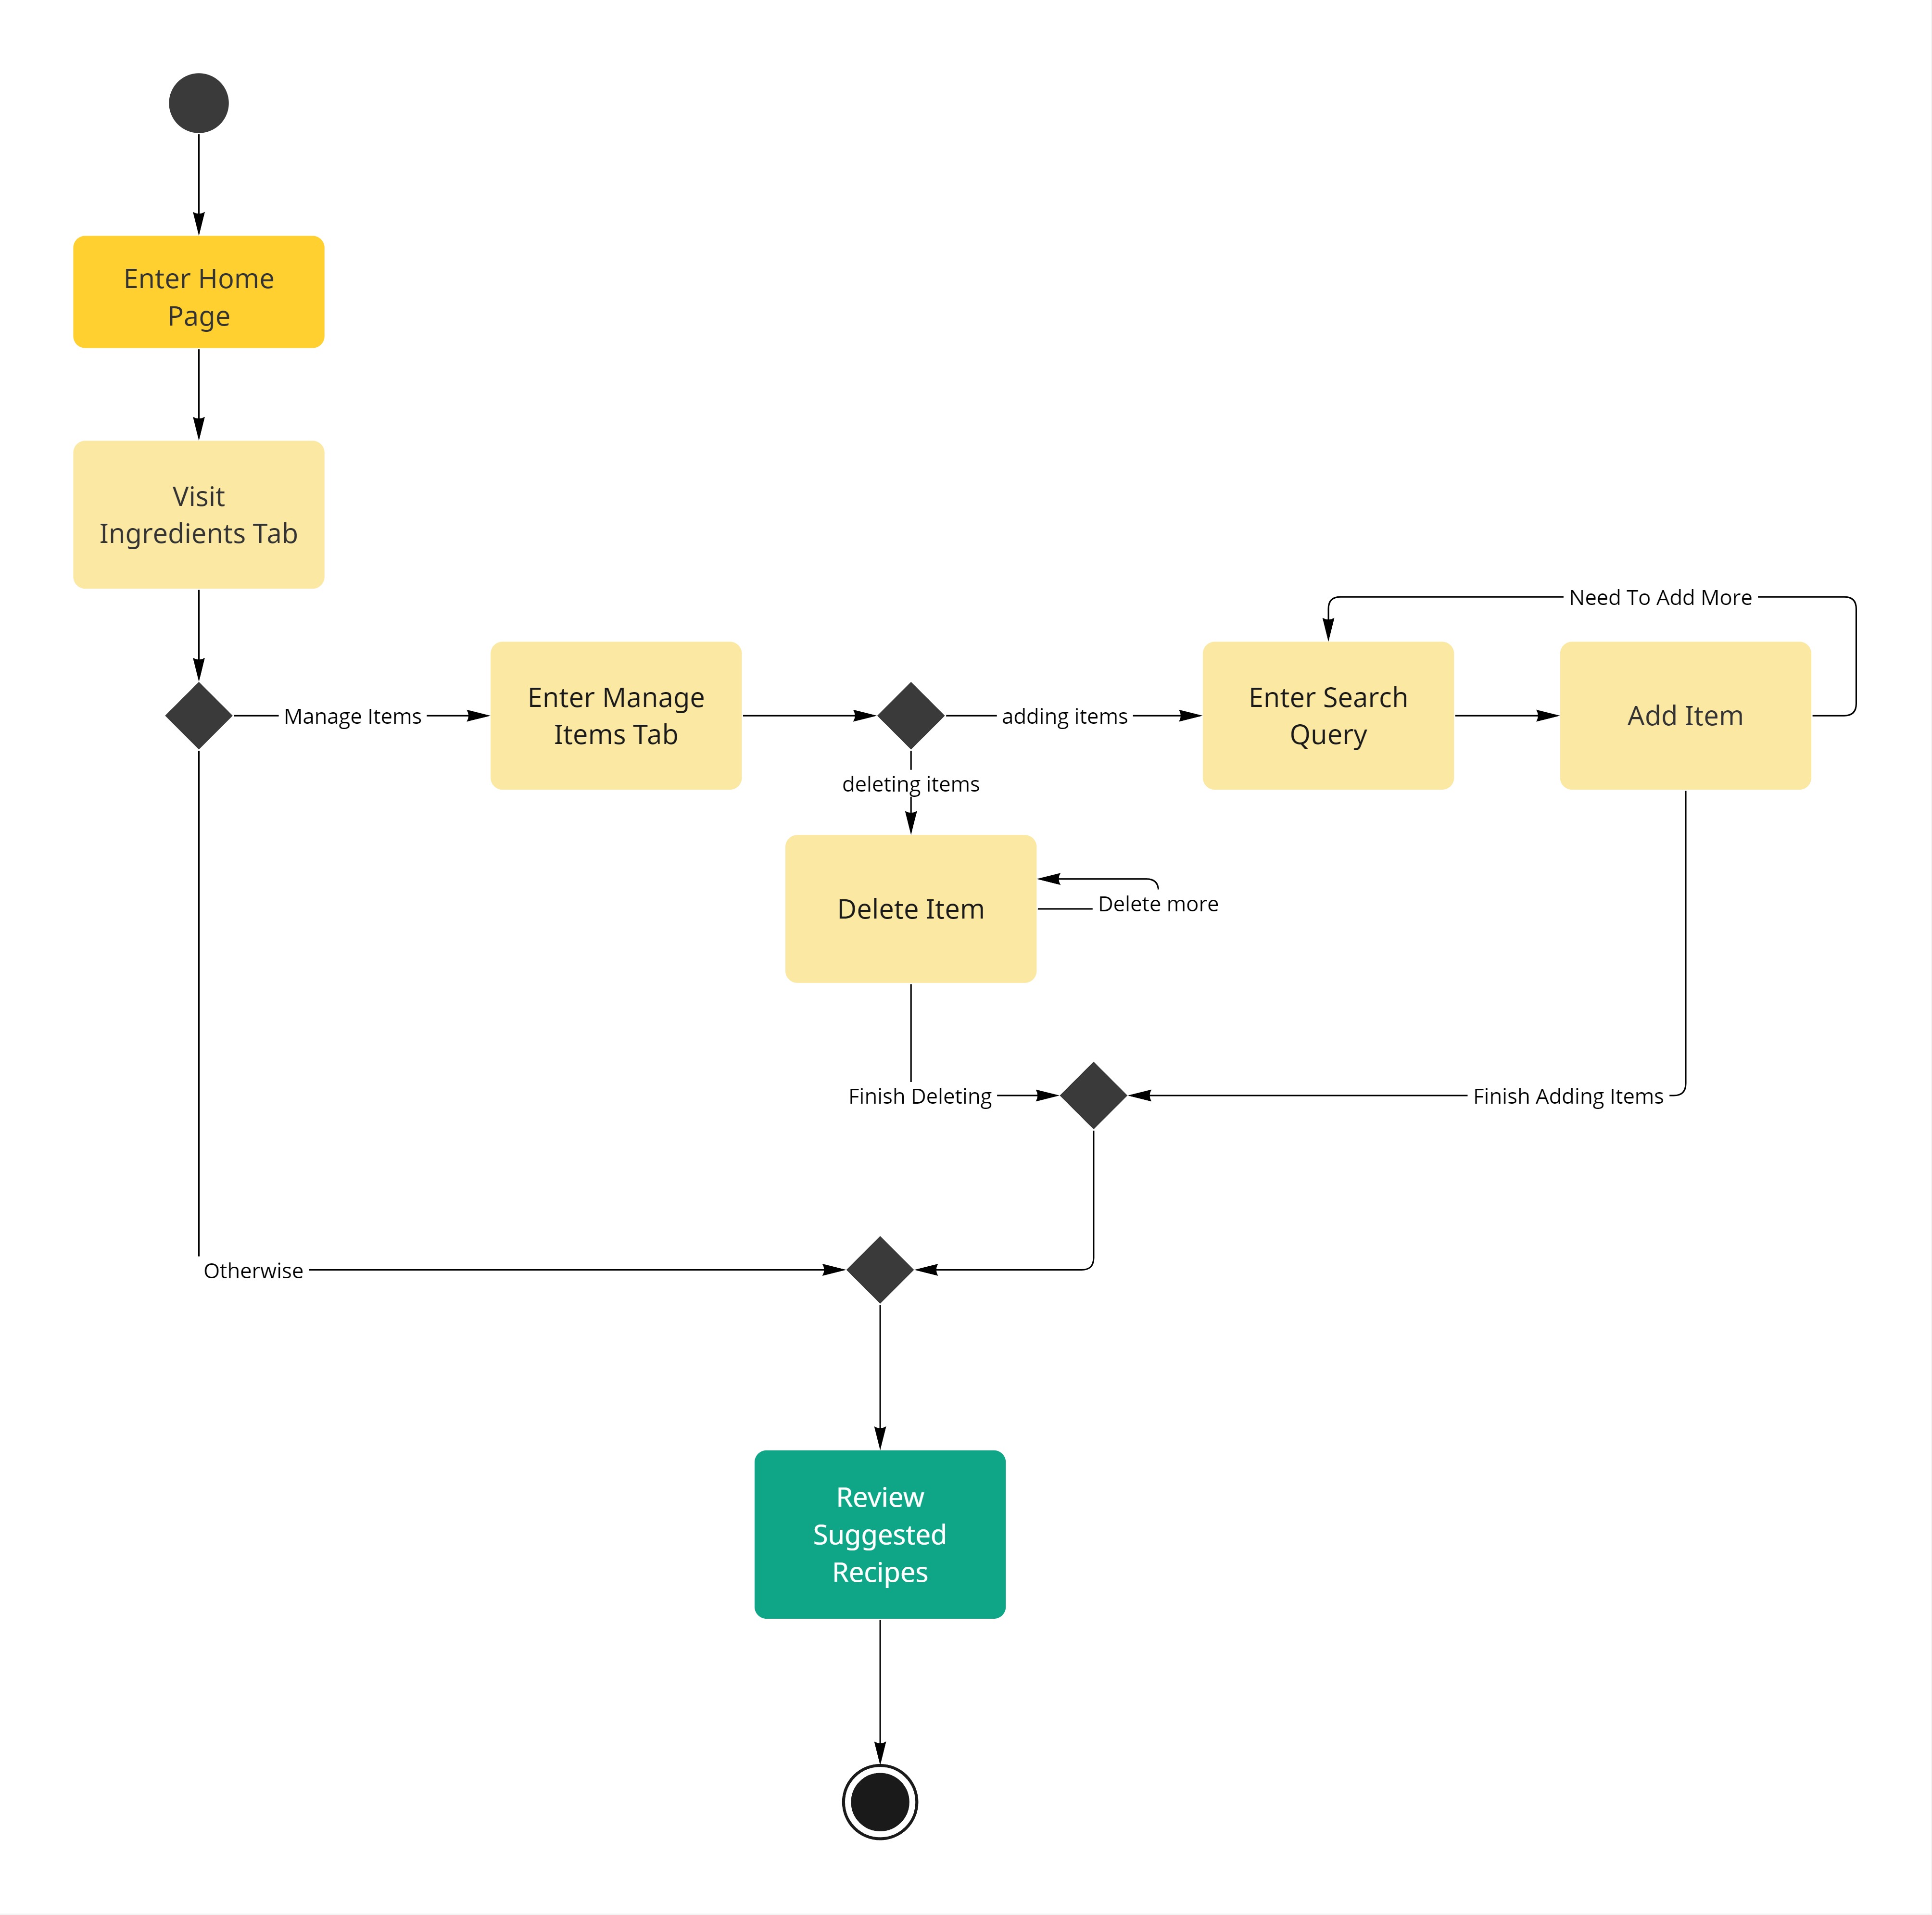 Enter Home
Page
Visit
Ingredients Tab
Need To Add More
Manage Items
Enter Manage
Items Tab
adding items
Enter Search
Query
Add Item
deleting items
Delete Item
Delete more
Finish Deleting
Finish Adding Items
Otherwise
Review
Suggested
Recipes